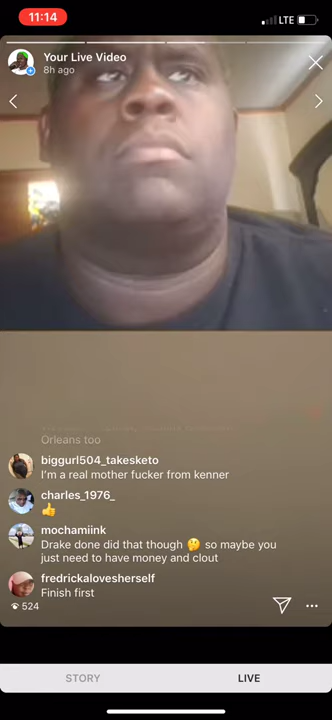 11:14
LTE
Your Live Video
8h ago
Orleans too
biggurl504_takesketo
I'm a real mother fucker from kenner
charles_1976_
👍
mochamiink
Drake done did that though 🤔 so maybe you
just need to have money and clout
fredrickalovesherself
Finish first
524
STORY
LIVE